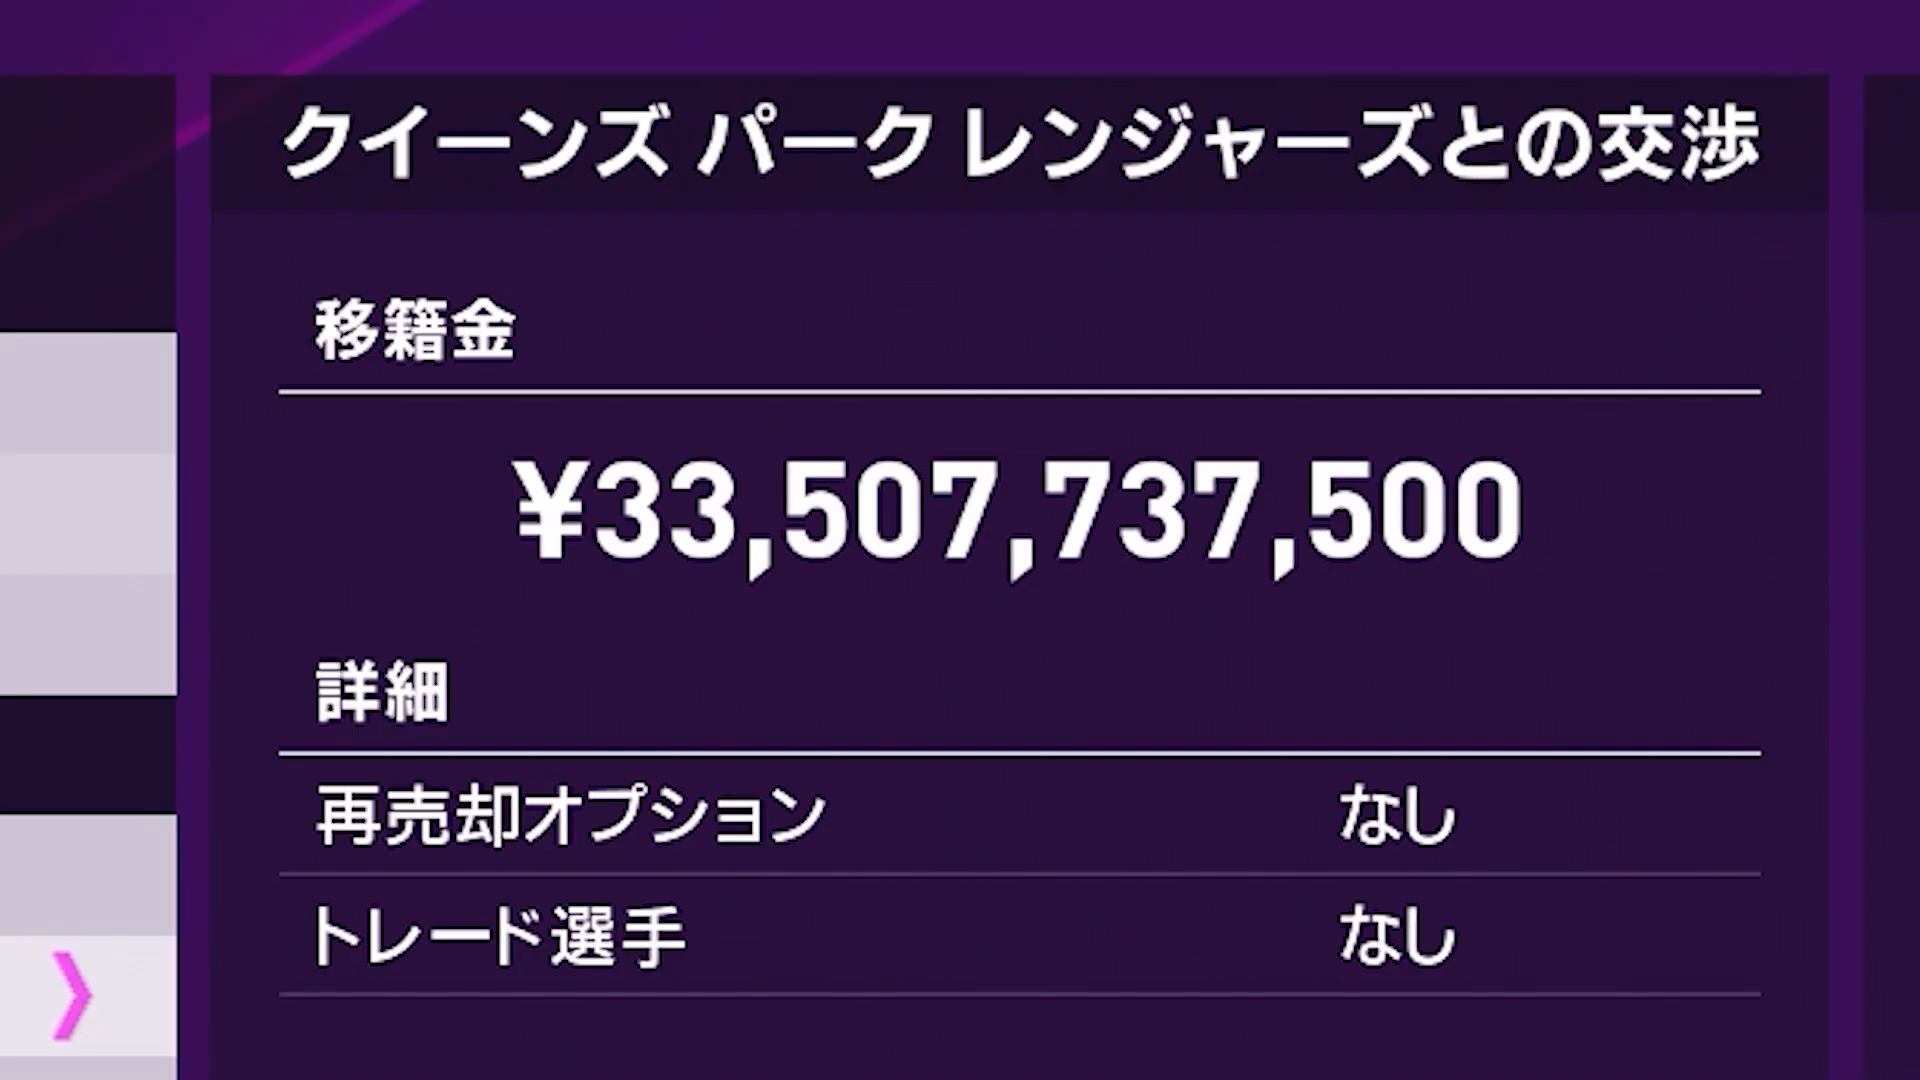 クイーンズ パーク レンジャーズとの交渉
移籍金
¥33,507,737,500
詳細
再売却オプション なし
トレード選手 なし